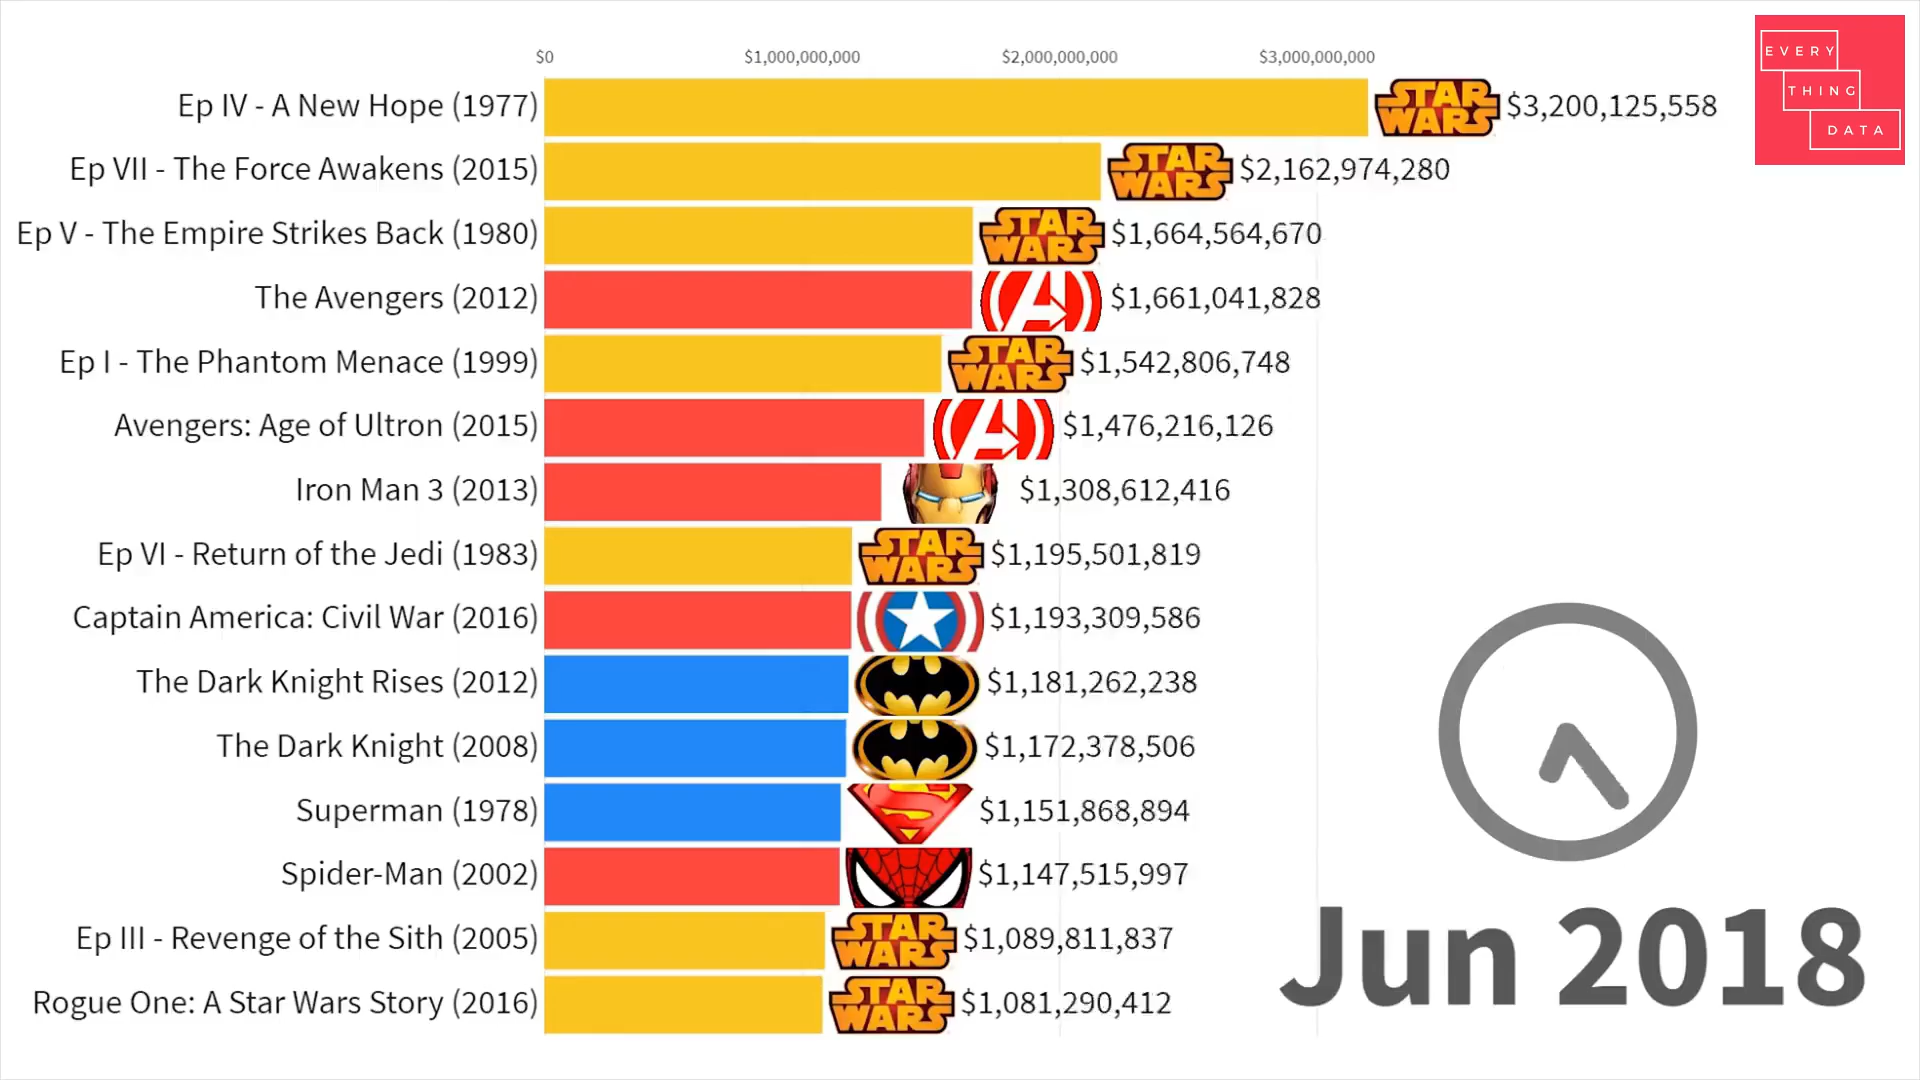 $0 $1,000,000,000 $2,000,000,000 $3,000,000,000
EVERY
THING
DATA
Ep IV - A New Hope (1977) STAR WARS $3,200,125,558
Ep VII - The Force Awakens (2015) STAR WARS $2,162,974,280
Ep V - The Empire Strikes Back (1980) STAR WARS $1,664,564,670
The Avengers (2012) A $1,661,041,828
Ep I - The Phantom Menace (1999) STAR WARS $1,542,806,748
Avengers: Age of Ultron (2015) A $1,476,216,126
Iron Man 3 (2013) $1,308,612,416
Ep VI - Return of the Jedi (1983) STAR WARS $1,195,501,819
Captain America: Civil War (2016) $1,193,309,586
The Dark Knight Rises (2012) $1,181,262,238
The Dark Knight (2008) $1,172,378,506
Superman (1978) S $1,151,868,894
Spider-Man (2002) $1,147,515,997
Ep III - Revenge of the Sith (2005) STAR WARS $1,089,811,837
Rogue One: A Star Wars Story (2016) STAR WARS $1,081,290,412
Jun 2018